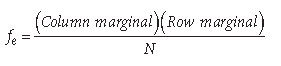 fe = (Column marginal)(Row marginal) / N